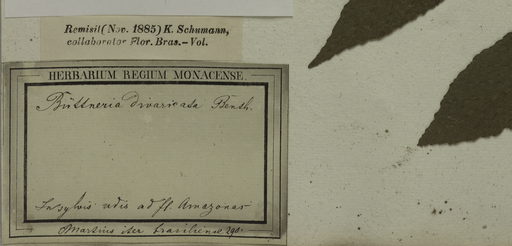 Remisit (Nov. 1885) K. Schumann,
collaborator Flor. Bras. – Vol.
HERBARIUM REGIUM MONACENSE.
Büttneria divaricata Benth.
In sylvis udis ad fl. Amazonas
Martius iter brasiliense